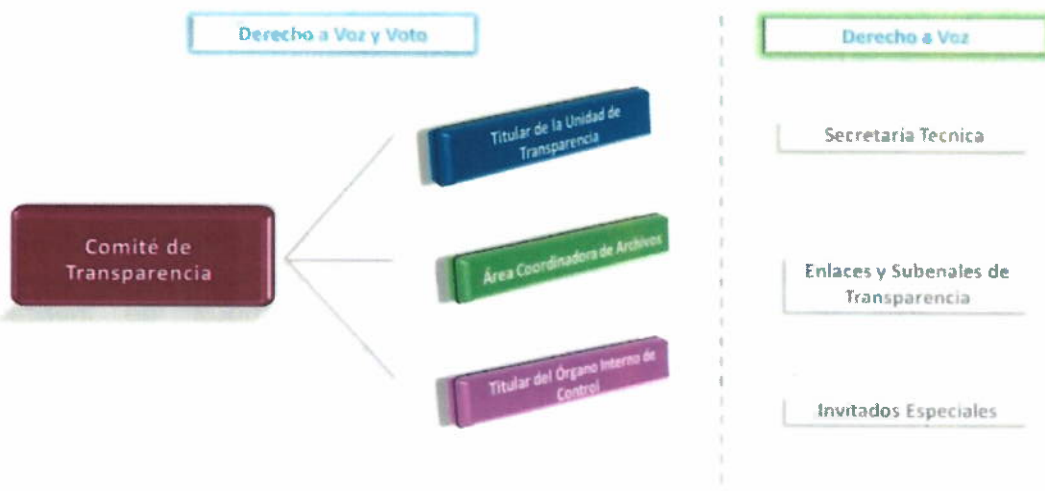 Derecho a Voz y Voto
Derecho a Voz
Titular de la Unidad de
Transparencia
Secretaría Tecnica
Comité de
Transparencia
Área Coordinadora de Archivos
Enlaces y Subenales de
Transparencia
Titular del Órgano Interno de
Control
Invitados Especiales